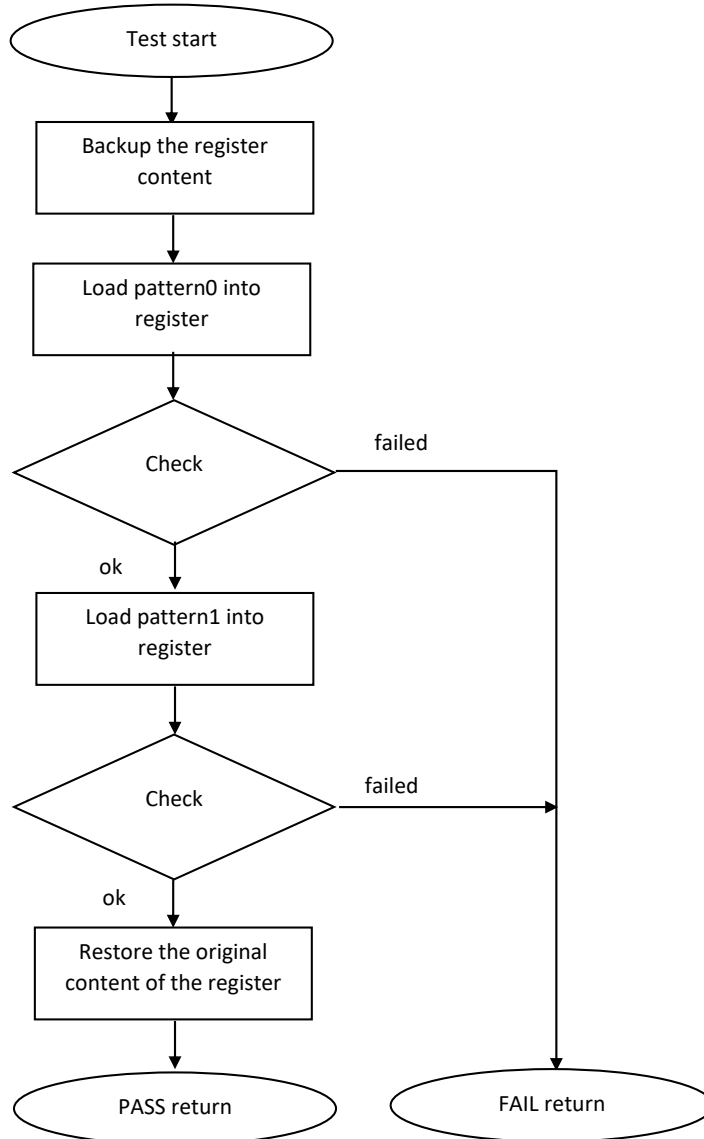 Test start
Backup the register
content
Load pattern0 into
register
Check
failed
ok
Load pattern1 into
register
Check
failed
ok
Restore the original
content of the register
PASS return
FAIL return